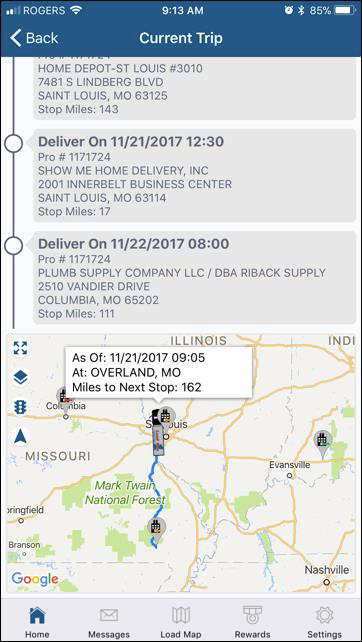 ROGERS 9:13 AM 85%
Back Current Trip
Pro # 1171724
HOME DEPOT-ST LOUIS #3010
7481 S LINDBERG BLVD
SAINT LOUIS, MO 63125
Stop Miles: 143
Deliver On 11/21/2017 12:30
Pro # 1171724
SHOW ME HOME DELIVERY, INC
2001 INNERBELT BUSINESS CENTER
SAINT LOUIS, MO 63114
Stop Miles: 17
Deliver On 11/22/2017 08:00
Pro # 1171724
PLUMB SUPPLY COMPANY LLC / DBA RIBACK SUPPLY
2510 VANDIER DRIVE
COLUMBIA, MO 65202
Stop Miles: 111
ILLINOIS
INDI
As Of: 11/21/2017 09:05
At: OVERLAND, MO
Miles to Next Stop: 162
Columbia
MISSOURI
Evansville
Mark Twain
National Forest
pringfield
Branson
Nashville
Google
Home Messages Load Map Rewards Settings